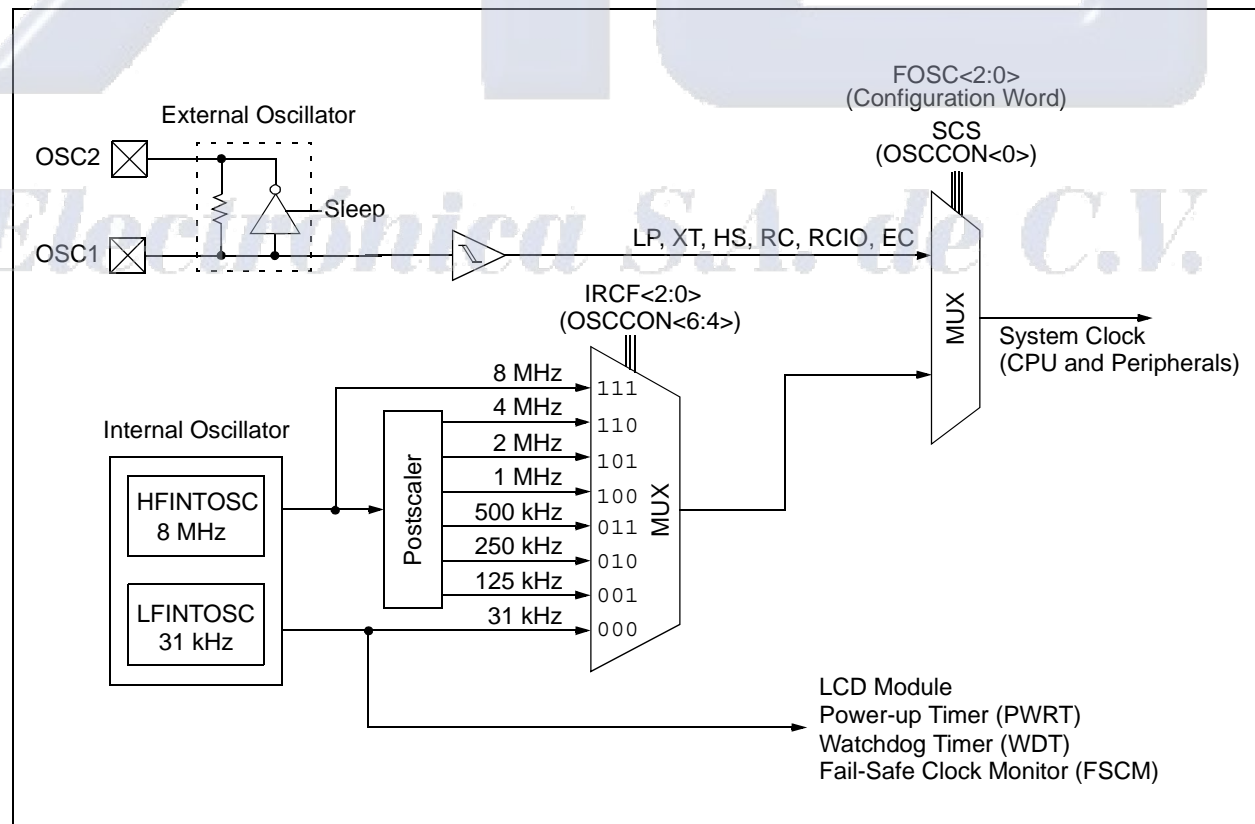 FOSC<2:0>
(Configuration Word)
SCS
(OSCCON<0>)
External Oscillator
OSC2
Sleep
OSC1
LP, XT, HS, RC, RCIO, EC
MUX
System Clock
(CPU and Peripherals)
IRCF<2:0>
(OSCCON<6:4>)
8 MHz 111
4 MHz 110
2 MHz 101
1 MHz 100
500 kHz 011
250 kHz 010
125 kHz 001
31 kHz 000
MUX
Postscaler
Internal Oscillator
HFINTOSC
8 MHz
LFINTOSC
31 kHz
LCD Module
Power-up Timer (PWRT)
Watchdog Timer (WDT)
Fail-Safe Clock Monitor (FSCM)
Electrónica S.A. de C.V.